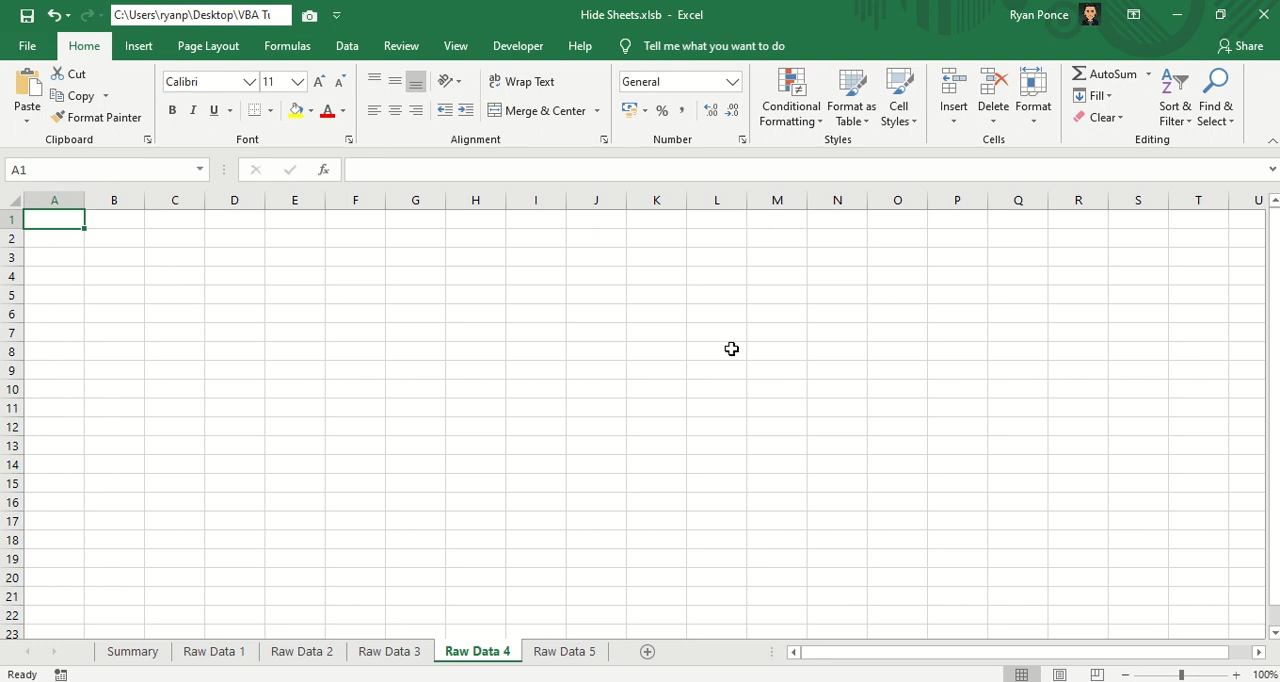 C:\Users\ryanp\Desktop\VBA Tu
Hide Sheets.xlsb - Excel
Ryan Ponce
File Home Insert Page Layout Formulas Data Review View Developer Help Tell me what you want to do Share
Paste
Cut
Copy
Format Painter
Clipboard
Calibri 11
B I U A
Font
Wrap Text
Merge & Center
Alignment
General
%
Number
Conditional Formatting
Format as Table
Cell Styles
Styles
Insert Delete Format
Cells
AutoSum
Fill
Clear
Sort & Filter
Find & Select
Editing
A1 fx
A B C D E F G H I J K L M N O P Q R S T U
1
2
3
4
5
6
7
8
9
10
11
12
13
14
15
16
17
18
19
20
21
22
23
Summary Raw Data 1 Raw Data 2 Raw Data 3 Raw Data 4 Raw Data 5
Ready 100%